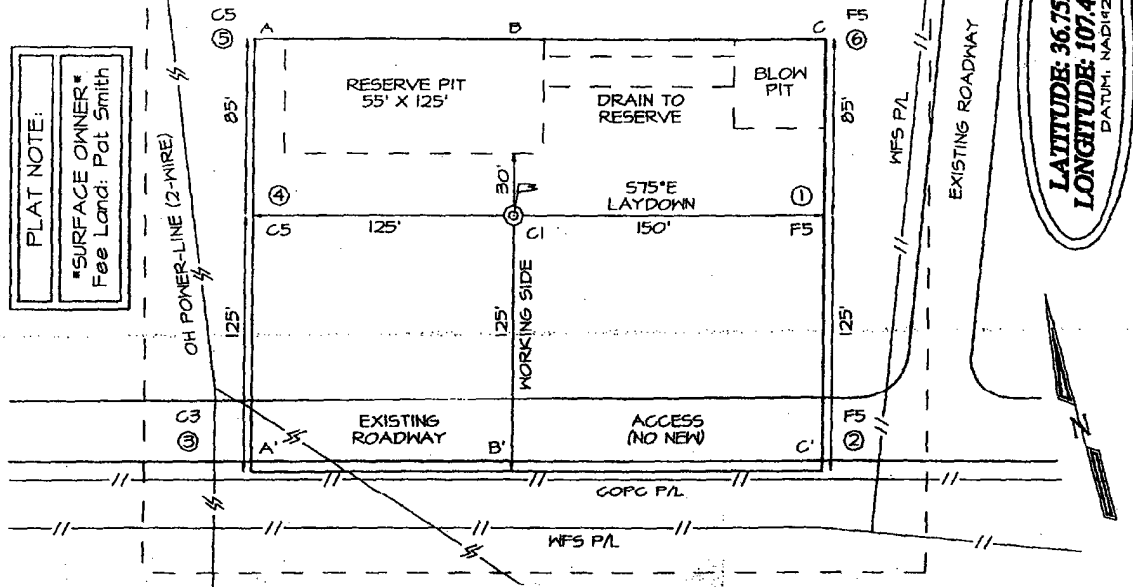 PLAT NOTE:
*SURFACE OWNER*
Fee Land: Pat Smith
C5
⑤
A
B
C
F5
⑥
RESERVE PIT
55' X 125'
DRAIN TO
RESERVE
BLOW
PIT
85'
85'
OH POWER-LINE (2-WIRE)
WFS P/L
EXISTING ROADWAY
LATITUDE: 36.75
LONGITUDE: 107.4
④
C5
125'
30'
C1
S75°E
LAYDOWN
150'
①
F5
125'
125'
WORKING SIDE
125'
C3
③
A'
EXISTING
ROADWAY
B'
ACCESS
(NO NEW)
C'
F5
②
COPC P/L
WFS P/L
N